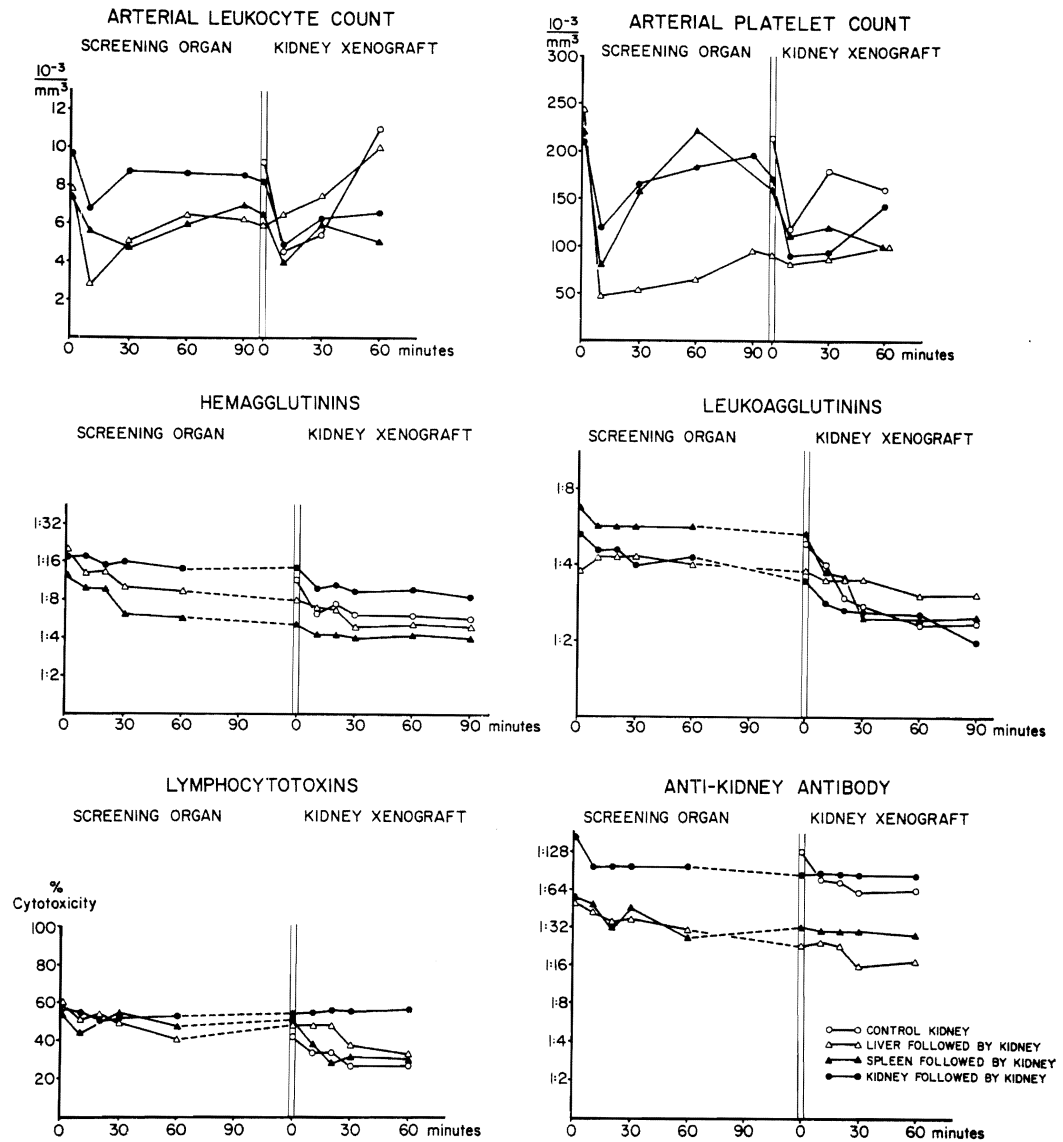 ARTERIAL LEUKOCYTE COUNT
SCREENING ORGAN KIDNEY XENOGRAFT
10-3
mm3
12
10
8
6
4
2
0 30 60 90 0 30 60 minutes
ARTERIAL PLATELET COUNT
10-3
mm3
SCREENING ORGAN KIDNEY XENOGRAFT
300
250
200
150
100
50
0 30 60 90 0 30 60 minutes
HEMAGGLUTININS
SCREENING ORGAN KIDNEY XENOGRAFT
1:32
1:16
1:8
1:4
1:2
0 30 60 90 0 30 60 90 minutes
LEUKOAGGLUTININS
SCREENING ORGAN KIDNEY XENOGRAFT
1:8
1:4
1:2
0 30 60 90 0 30 60 90 minutes
LYMPHOCYTOTOXINS
SCREENING ORGAN KIDNEY XENOGRAFT
%
Cytotoxicity
100
80
60
40
20
0 30 60 90 0 30 60 minutes
ANTI-KIDNEY ANTIBODY
SCREENING ORGAN KIDNEY XENOGRAFT
1:128
1:64
1:32
1:16
1:8
1:4
1:2
CONTROL KIDNEY
LIVER FOLLOWED BY KIDNEY
SPLEEN FOLLOWED BY KIDNEY
KIDNEY FOLLOWED BY KIDNEY
0 30 60 90 0 30 60 minutes